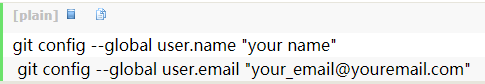 [plain]
git config --global user.name "your name"
git config --global user.email "your_email@youremail.com"